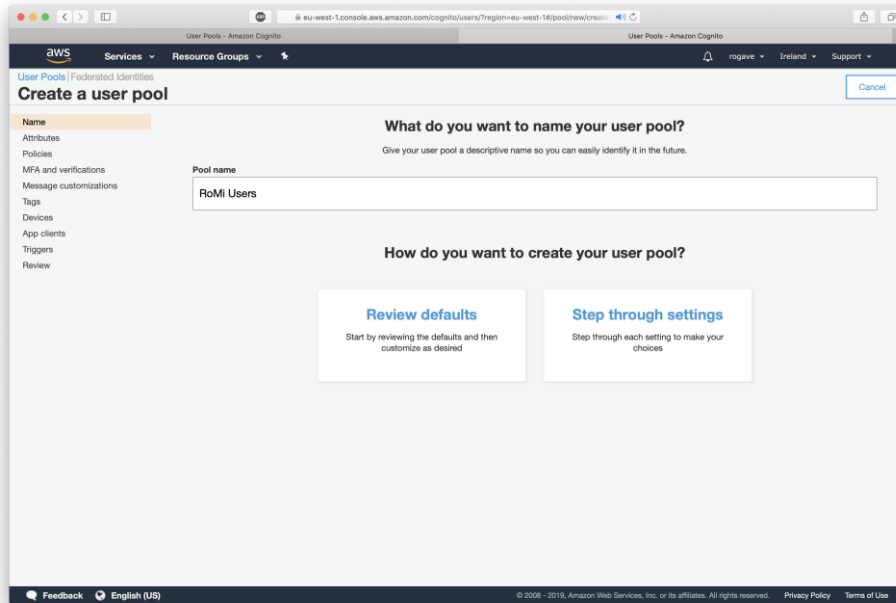 eu-west-1.console.aws.amazon.com/cognito/users/?region=eu-west-1#/pool/new/create
User Pools - Amazon Cognito
User Pools - Amazon Cognito
aws
Services
Resource Groups
rogave
Ireland
Support
User Pools | Federated Identities
Create a user pool
Cancel
Name
Attributes
Policies
MFA and verifications
Message customizations
Tags
Devices
App clients
Triggers
Review
What do you want to name your user pool?
Give your user pool a descriptive name so you can easily identify it in the future.
Pool name
RoMi Users
How do you want to create your user pool?
Review defaults
Start by reviewing the defaults and then
customize as desired
Step through settings
Step through each setting to make your
choices
Feedback
English (US)
© 2008 - 2019, Amazon Web Services, Inc. or its affiliates. All rights reserved.
Privacy Policy
Terms of Use